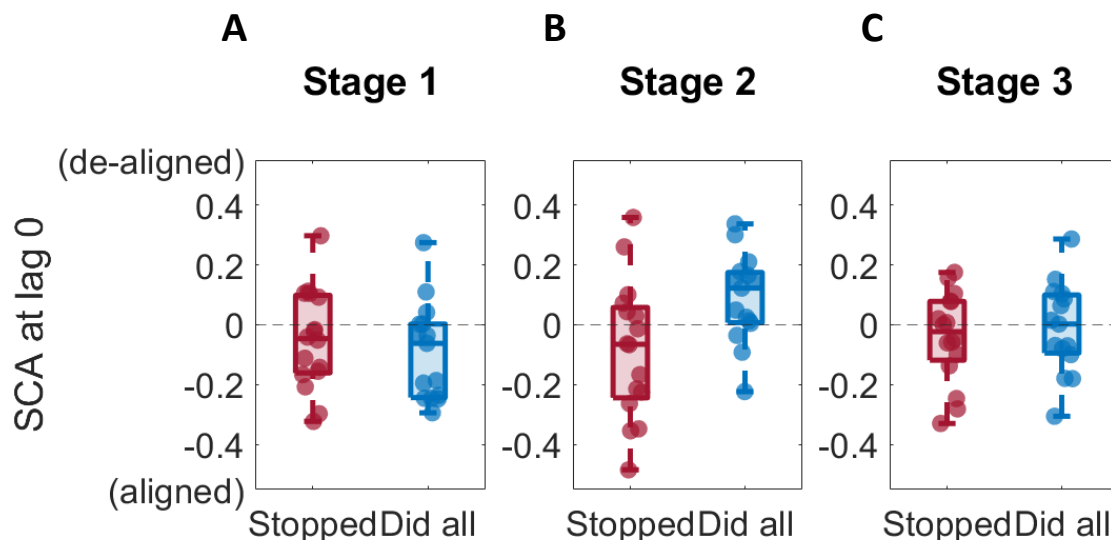 A
B
C
Stage 1
Stage 2
Stage 3
SCA at lag 0
(de-aligned)
0.4
0.2
0
-0.2
-0.4
(aligned)
Stopped Did all
0.4
0.2
0
-0.2
-0.4
Stopped Did all
0.4
0.2
0
-0.2
-0.4
Stopped Did all